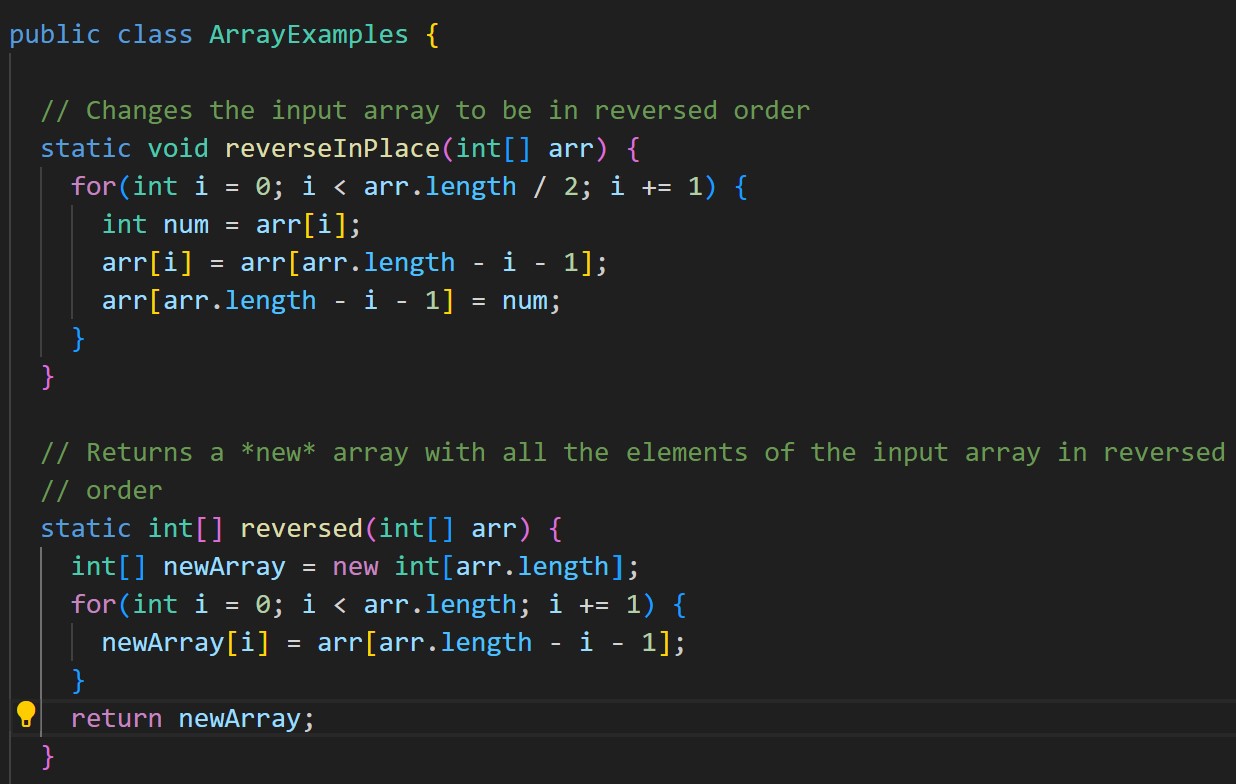 public class ArrayExamples {
// Changes the input array to be in reversed order
static void reverseInPlace(int[] arr) {
for(int i = 0; i < arr.length / 2; i += 1) {
int num = arr[i];
arr[i] = arr[arr.length - i - 1];
arr[arr.length - i - 1] = num;
}
}
// Returns a *new* array with all the elements of the input array in reversed
// order
static int[] reversed(int[] arr) {
int[] newArray = new int[arr.length];
for(int i = 0; i < arr.length; i += 1) {
newArray[i] = arr[arr.length - i - 1];
}
return newArray;
}